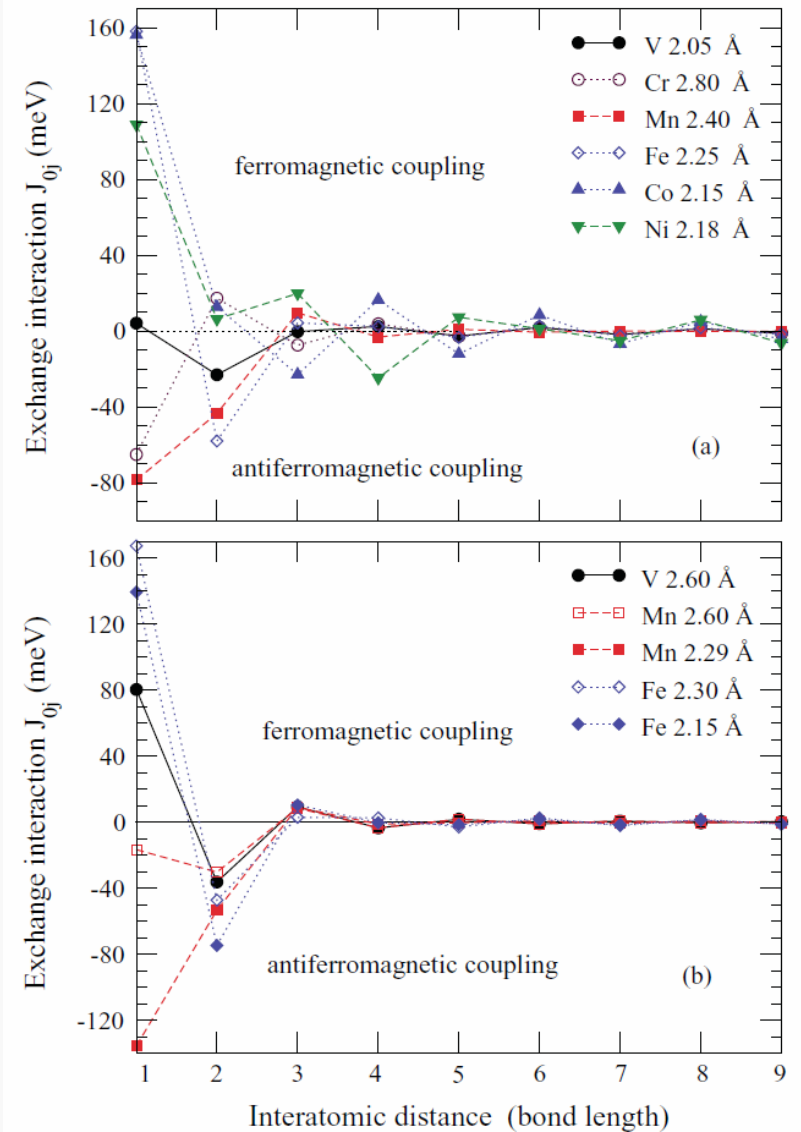 160
120
80
40
0
-40
-80
Exchange interaction J0j (meV)
V 2.05 Å
Cr 2.80 Å
Mn 2.40 Å
Fe 2.25 Å
Co 2.15 Å
Ni 2.18 Å
ferromagnetic coupling
antiferromagnetic coupling
(a)
160
120
80
40
0
-40
-80
-120
Exchange interaction J0j (meV)
V 2.60 Å
Mn 2.60 Å
Mn 2.29 Å
Fe 2.30 Å
Fe 2.15 Å
ferromagnetic coupling
antiferromagnetic coupling
(b)
1 2 3 4 5 6 7 8 9
Interatomic distance (bond length)